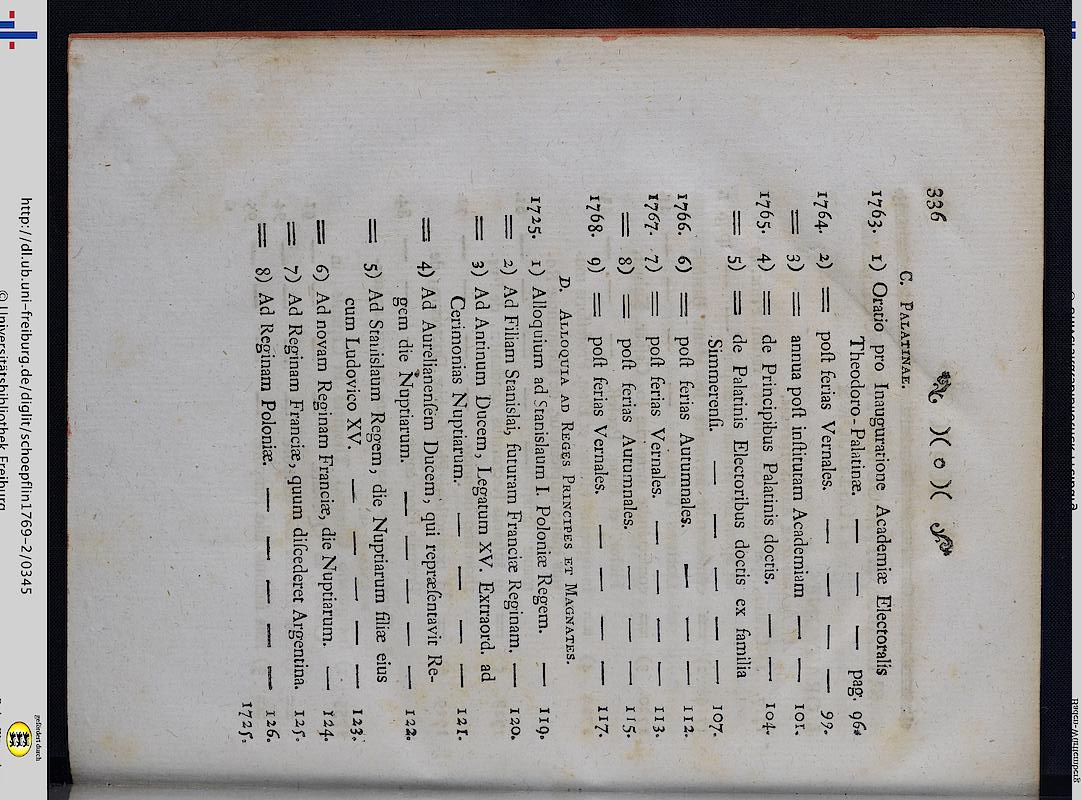 336
)( o )(
C. PALATINAE.
1763. 1) Oratio pro Inauguratione Academiæ Electoralis
Theodoro-Palatinæ. — — — pag. 96.
1764. 2) == poſt ferias Vernales. — — — — 99.
== 3) == annua poſt inſtitutam Academiam — — 101.
1765. 4) == de Principibus Palatinis doctis. — — 104.
== 5) == de Palatinis Electoribus doctis ex familia
Simmerenſi. — — — — 107.
1766. 6) == poſt ferias Autumnales. — — — 112.
1767. 7) == poſt ferias Vernales. — — — — 113.
== 8) == poſt ferias Autumnales. — — — 115.
1768. 9) == poſt ferias Vernales. — — — — 117.
D. ALLOQUIA AD REGES PRINCIPES ET MAGNATES.
1725. 1) Alloquium ad Stanislaum I. Poloniæ Regem. — 119.
== 2) Ad Filiam Stanislai, futuram Franciæ Reginam. — 120.
== 3) Ad Antinum Ducem, Legatum XV. Extraord. ad
Cerimonias Nuptiarum. — — — — 121.
== 4) Ad Aurelianenſem Ducem, qui repræſentavit Re-
gem die Nuptiarum. — — — — — 122.
== 5) Ad Stanislaum Regem, die Nuptiarum filiæ eius
cum Ludovico XV. — — — — — 123.
== 6) Ad novam Reginam Franciæ, die Nuptiarum. — 124.
== 7) Ad Reginam Franciæ, quum diſcederet Argentina. 125.
== 8) Ad Reginam Poloniæ. — — — — — 126.
1725.
http://dl.ub.uni-freiburg.de/diglit/schoepflin1769-2/0345
© Universitätsbibliothek Freiburg
gefördert durch